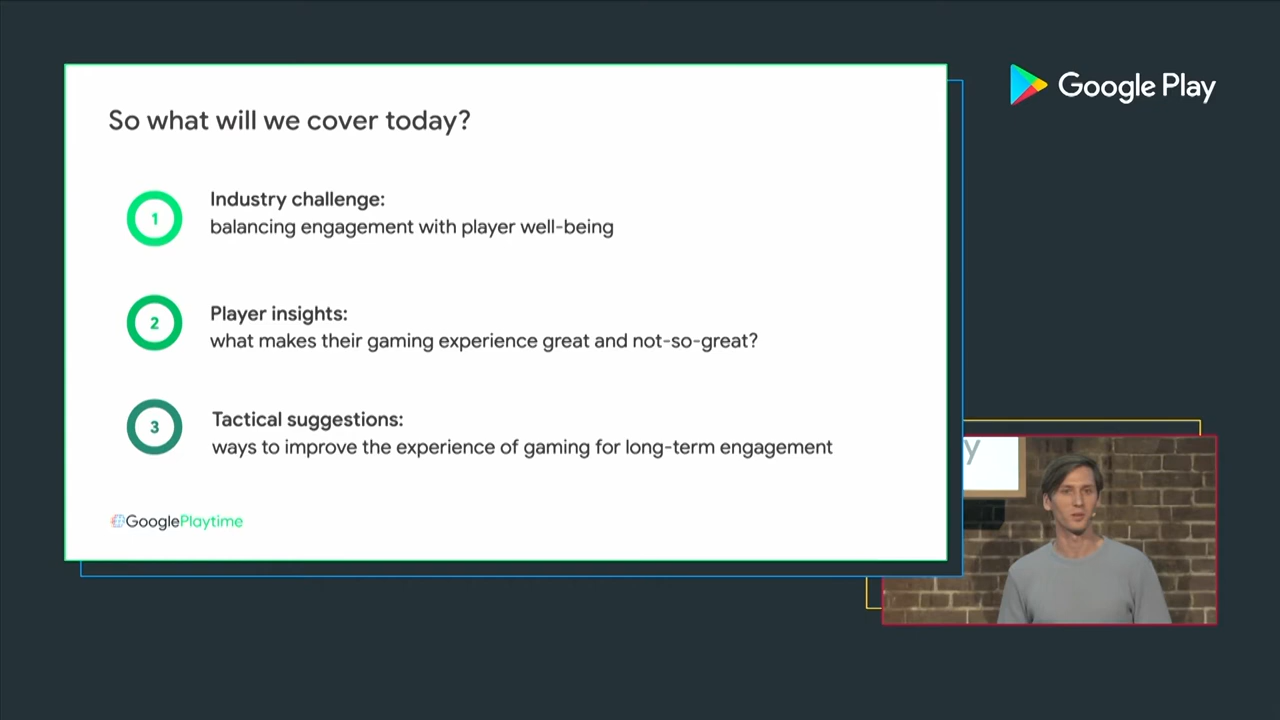 Google Play
So what will we cover today?
1
Industry challenge:
balancing engagement with player well-being
2
Player insights:
what makes their gaming experience great and not-so-great?
3
Tactical suggestions:
ways to improve the experience of gaming for long-term engagement
GooglePlaytime
y